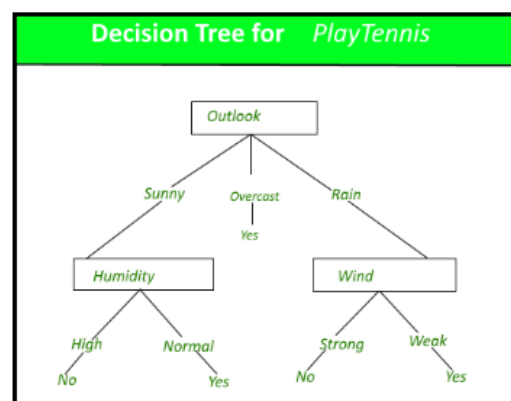 Decision Tree for PlayTennis
Outlook
Sunny Overcast Rain
Yes
Humidity Wind
High Normal Strong Weak
No Yes No Yes